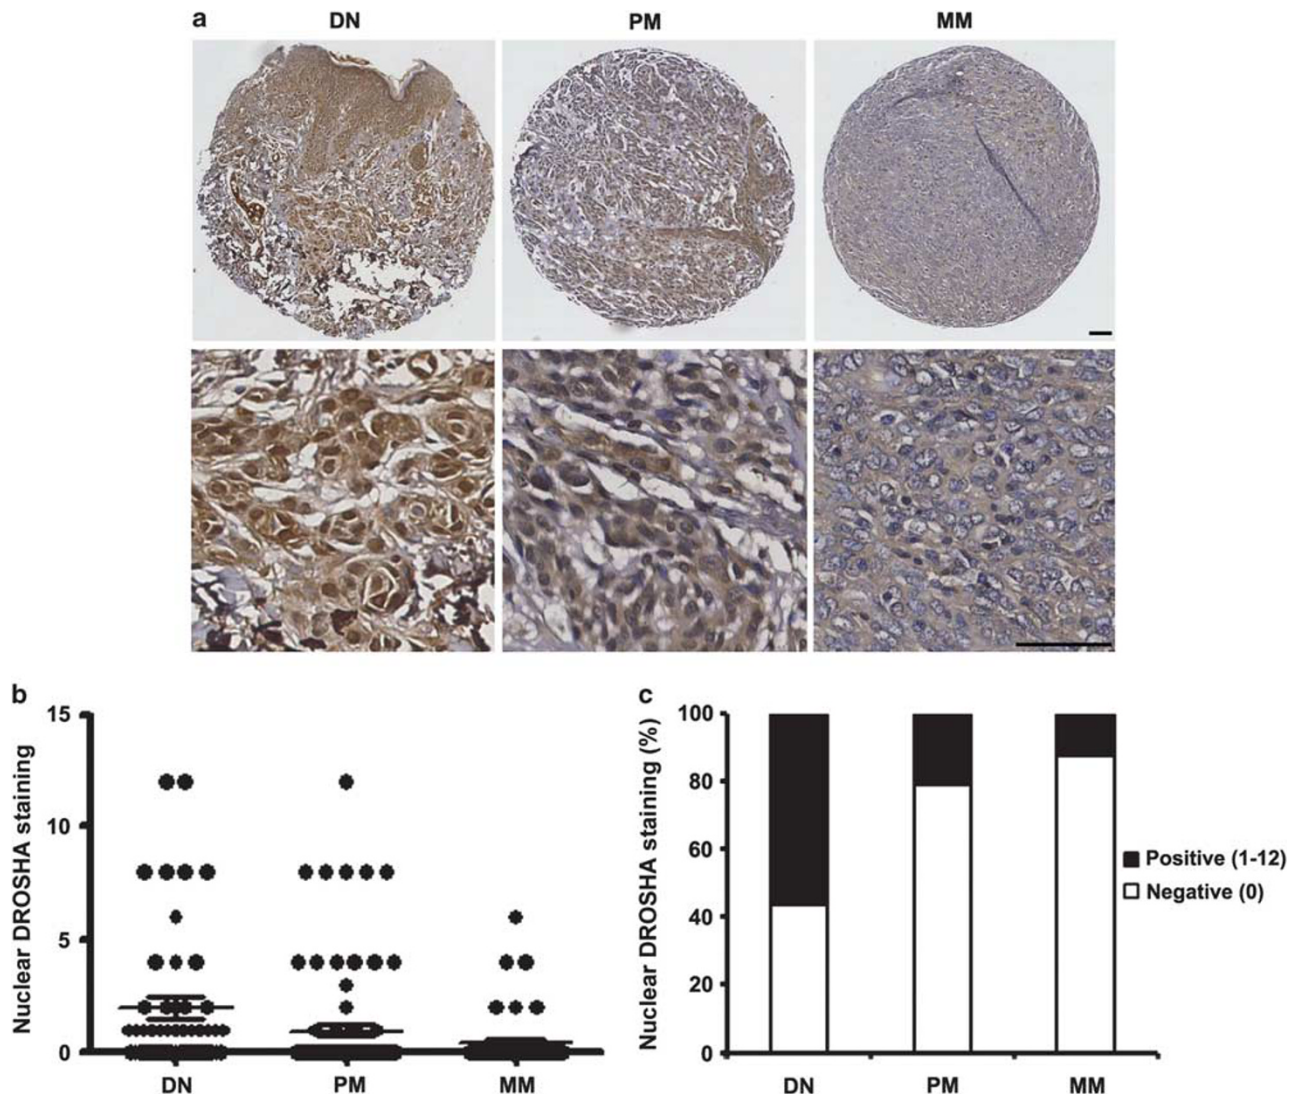 a
DN PM MM
b
Nuclear DROSHA staining
15
10
5
0
DN PM MM
c
Nuclear DROSHA staining (%)
100
80
60
40
20
0
DN PM MM
Positive (1-12)
Negative (0)